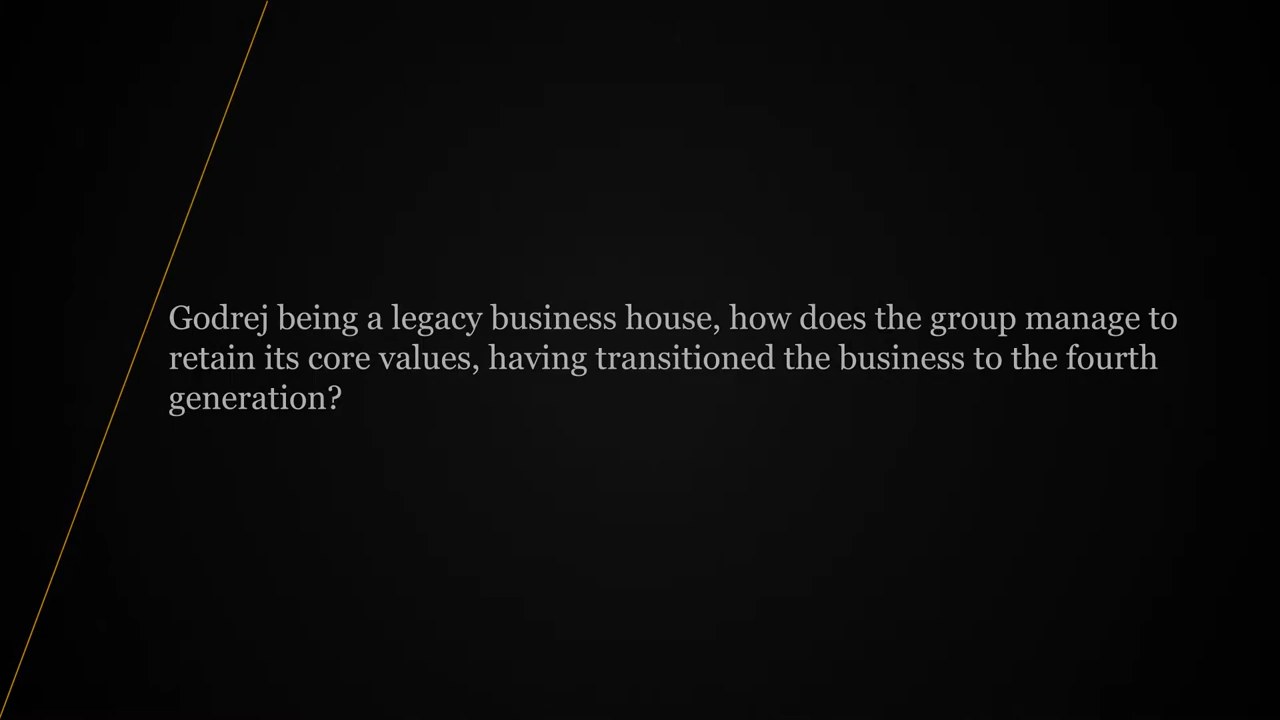 Godrej being a legacy business house, how does the group manage to
retain its core values, having transitioned the business to the fourth
generation?